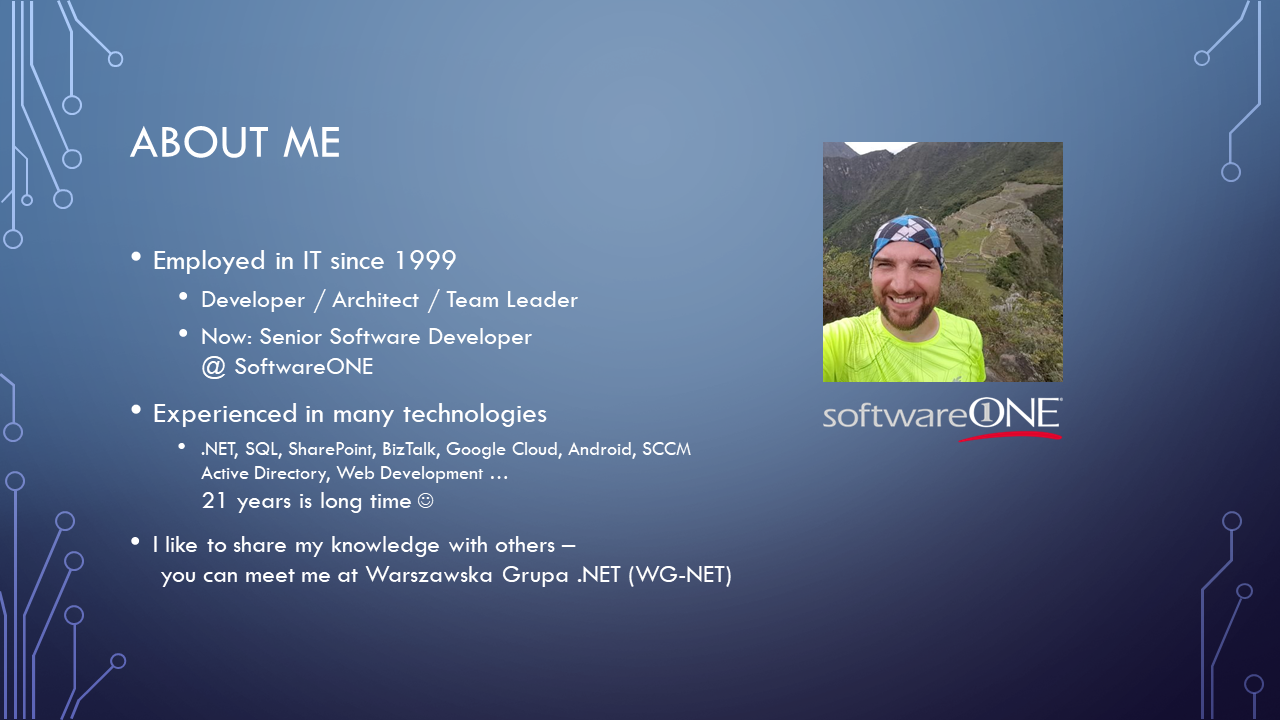 ABOUT ME
• Employed in IT since 1999
• Developer / Architect / Team Leader
• Now: Senior Software Developer
@ SoftwareONE
• Experienced in many technologies
• .NET, SQL, SharePoint, BizTalk, Google Cloud, Android, SCCM
Active Directory, Web Development …
21 years is long time ☺
• I like to share my knowledge with others –
you can meet me at Warszawska Grupa .NET (WG-NET)
softwareONE